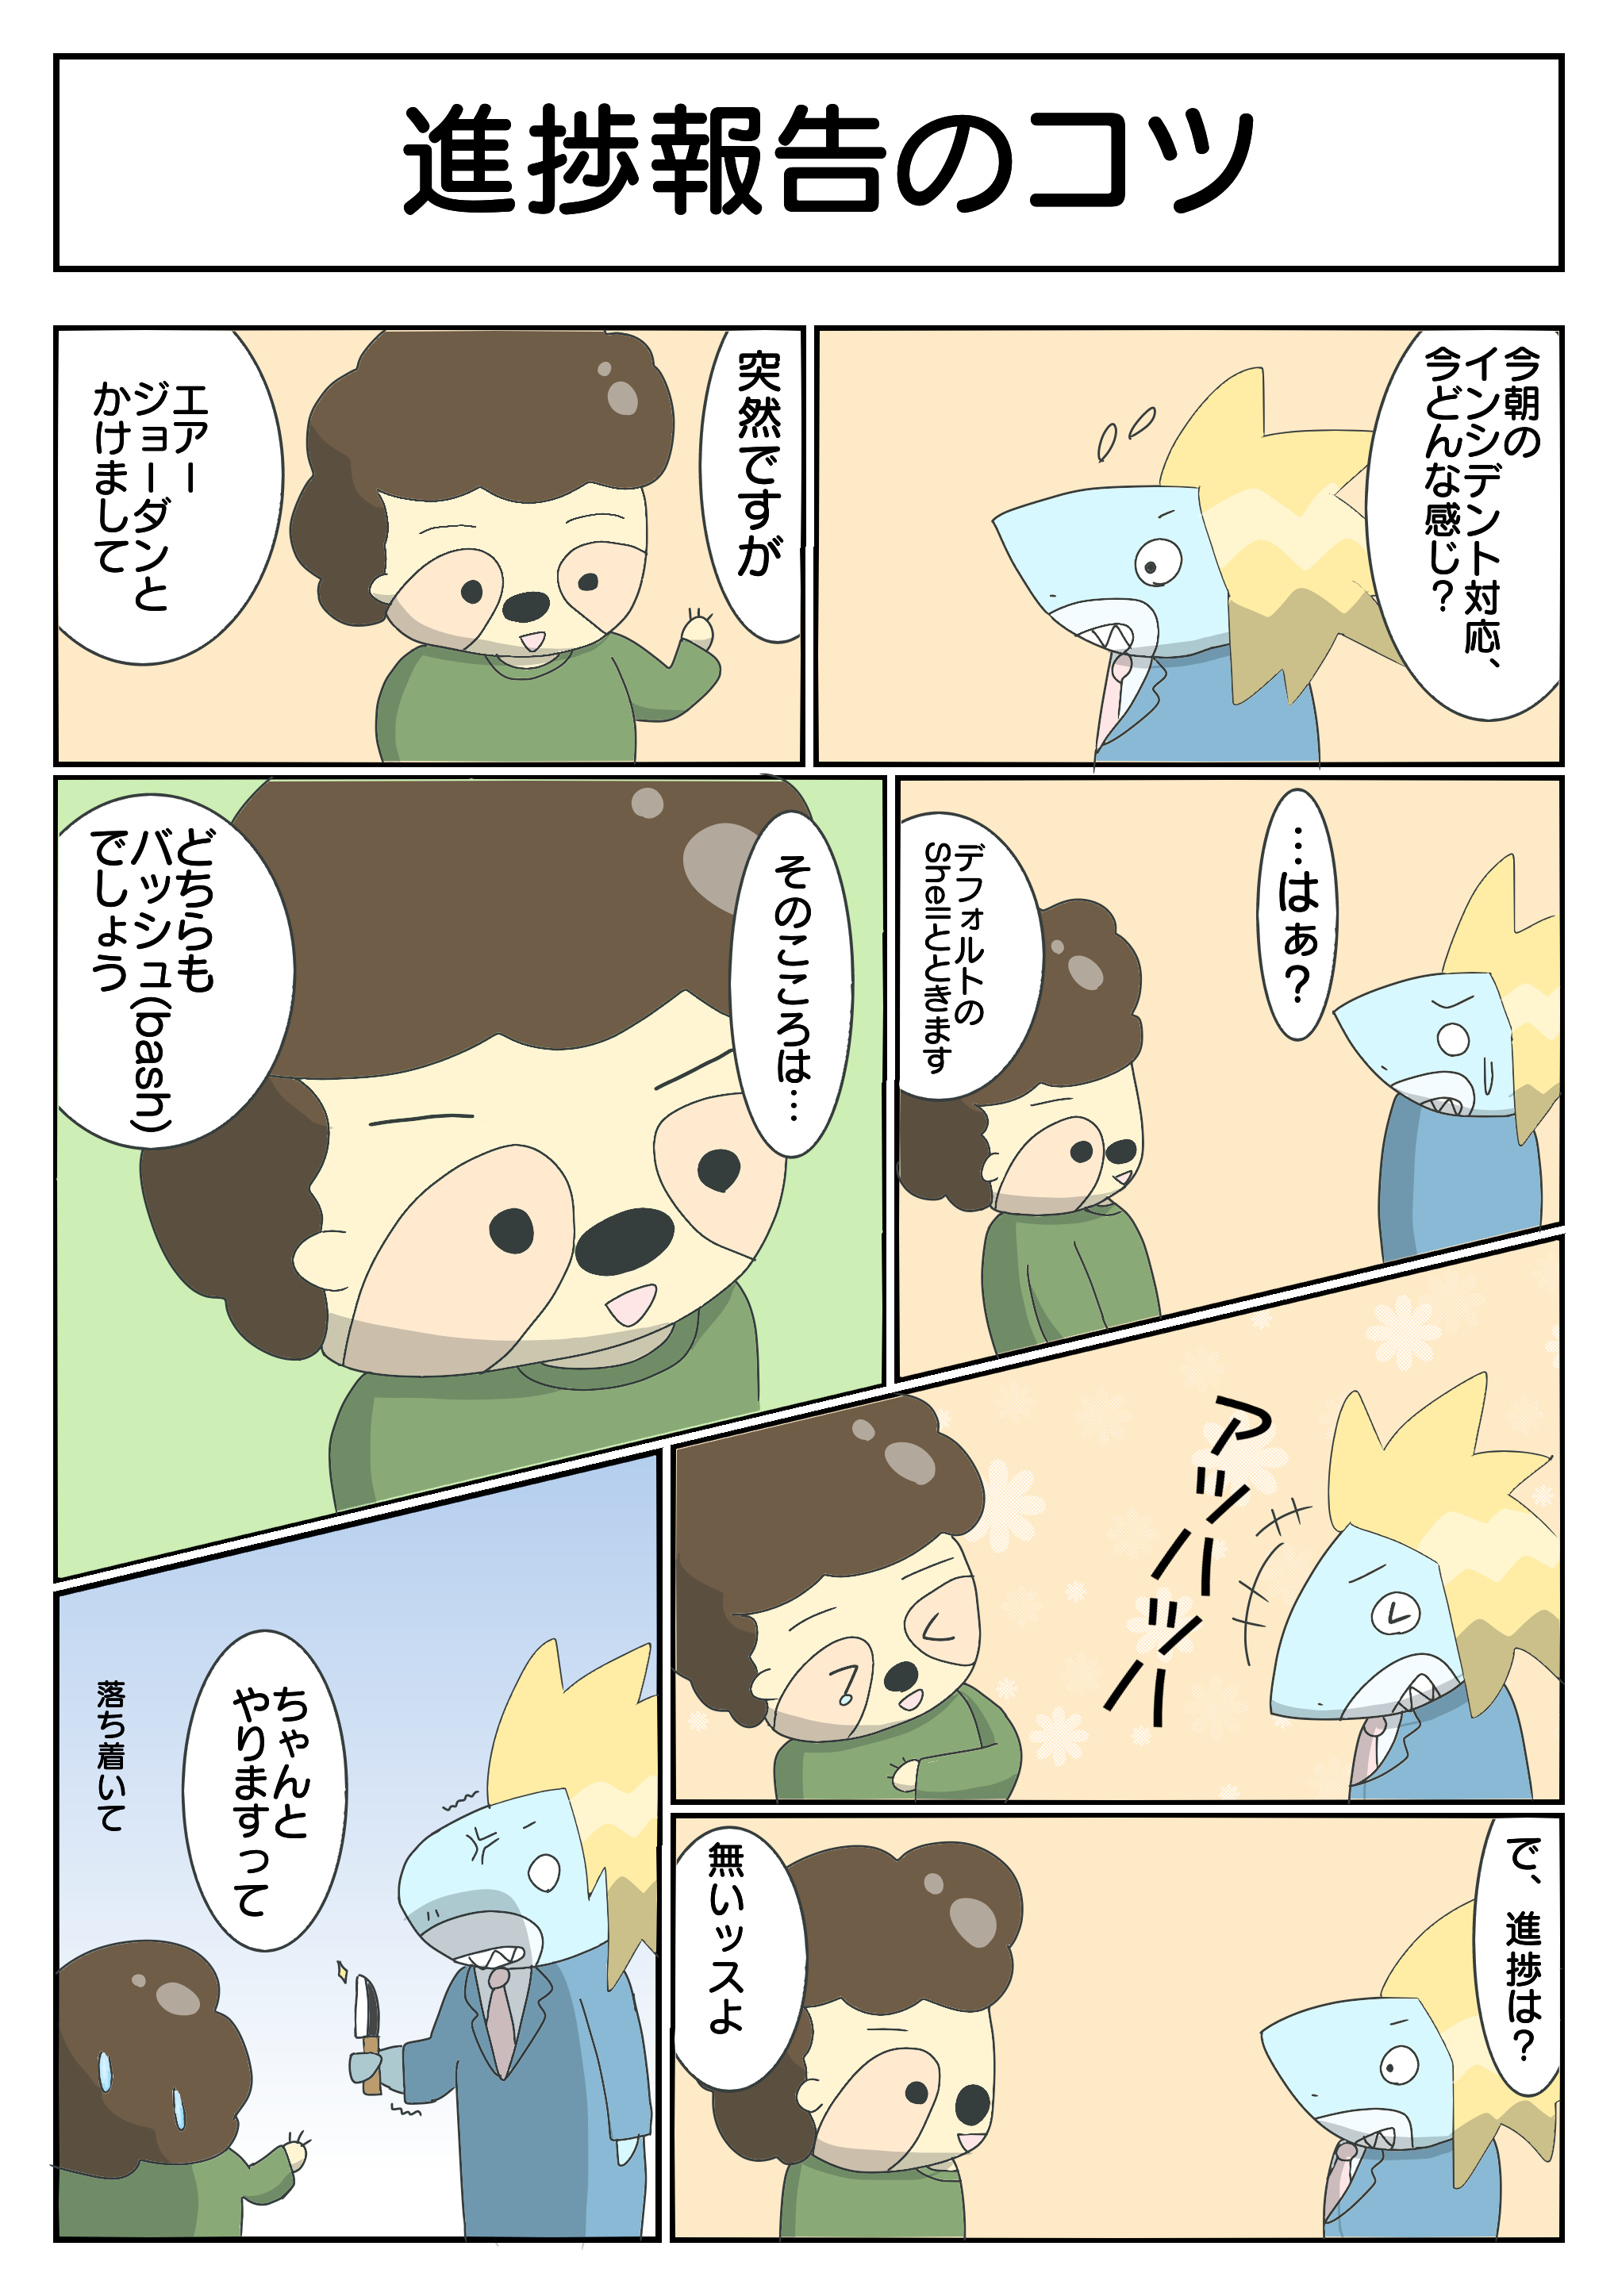 進捗報告のコツ
今朝の
インシデント対応、
今どんな感じ？
突然ですが
エアー
ジョーダンと
かけまして
…はぁ？
デフォルトの
Shellとときます
そのこころは…
どちらも
バッシュ(bash)
でしょう
アッハッハ
で、進捗は？
無いッスよ
ちゃんと
やりますって
落ち着いて